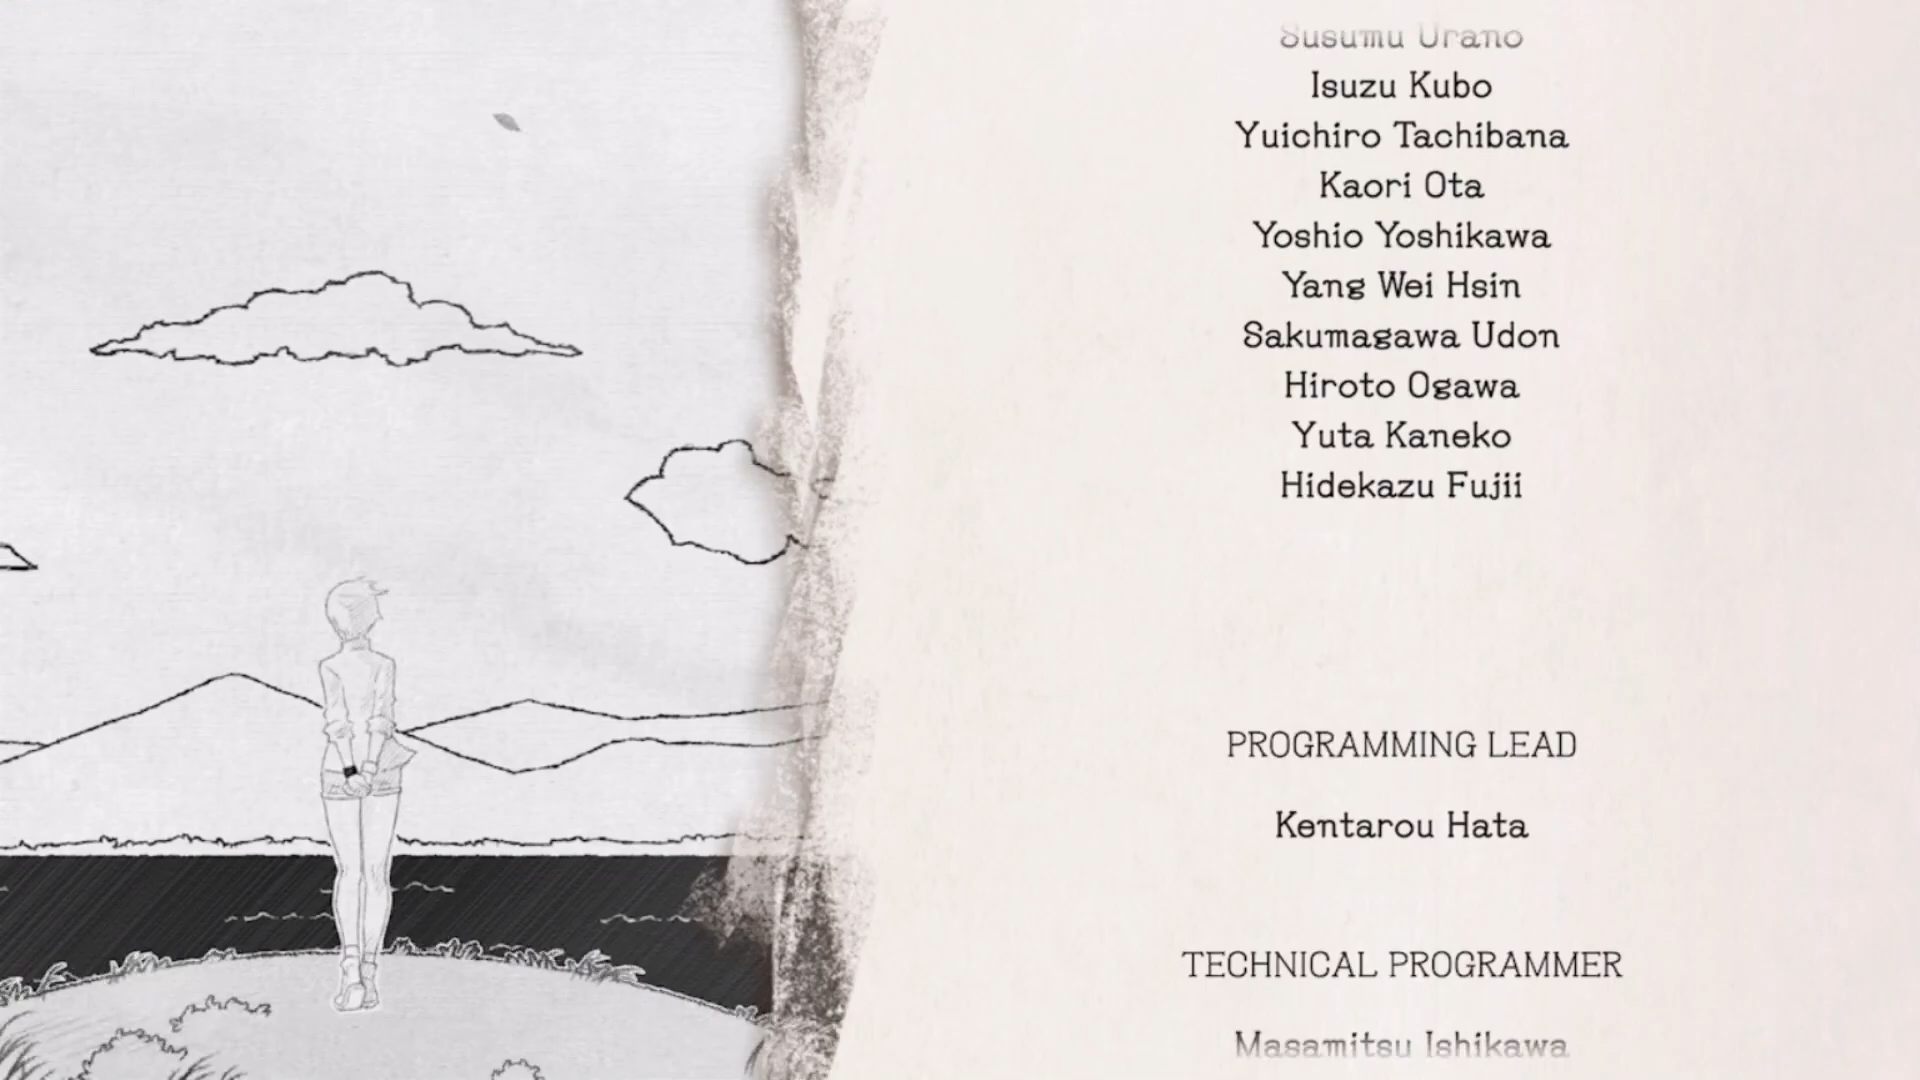 Susumu Urano
Isuzu Kubo
Yuichiro Tachibana
Kaori Ota
Yoshio Yoshikawa
Yang Wei Hsin
Sakumagawa Udon
Hiroto Ogawa
Yuta Kaneko
Hidekazu Fujii
PROGRAMMING LEAD
Kentarou Hata
TECHNICAL PROGRAMMER
Masamitsu Ishikawa